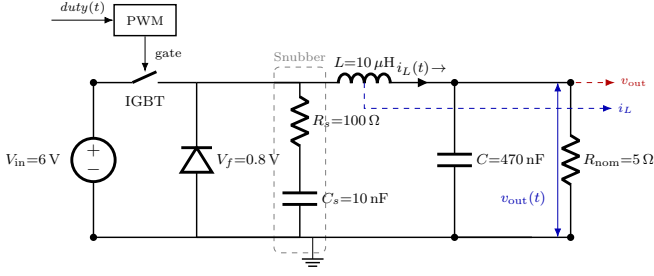 duty(t)
PWM
gate
IGBT
Snubber
L=10 μH
i_L(t)→
v_out
i_L
V_in=6 V
V_f=0.8 V
R_s=100 Ω
C_s=10 nF
C=470 nF
R_nom=5 Ω
v_out(t)
+
−